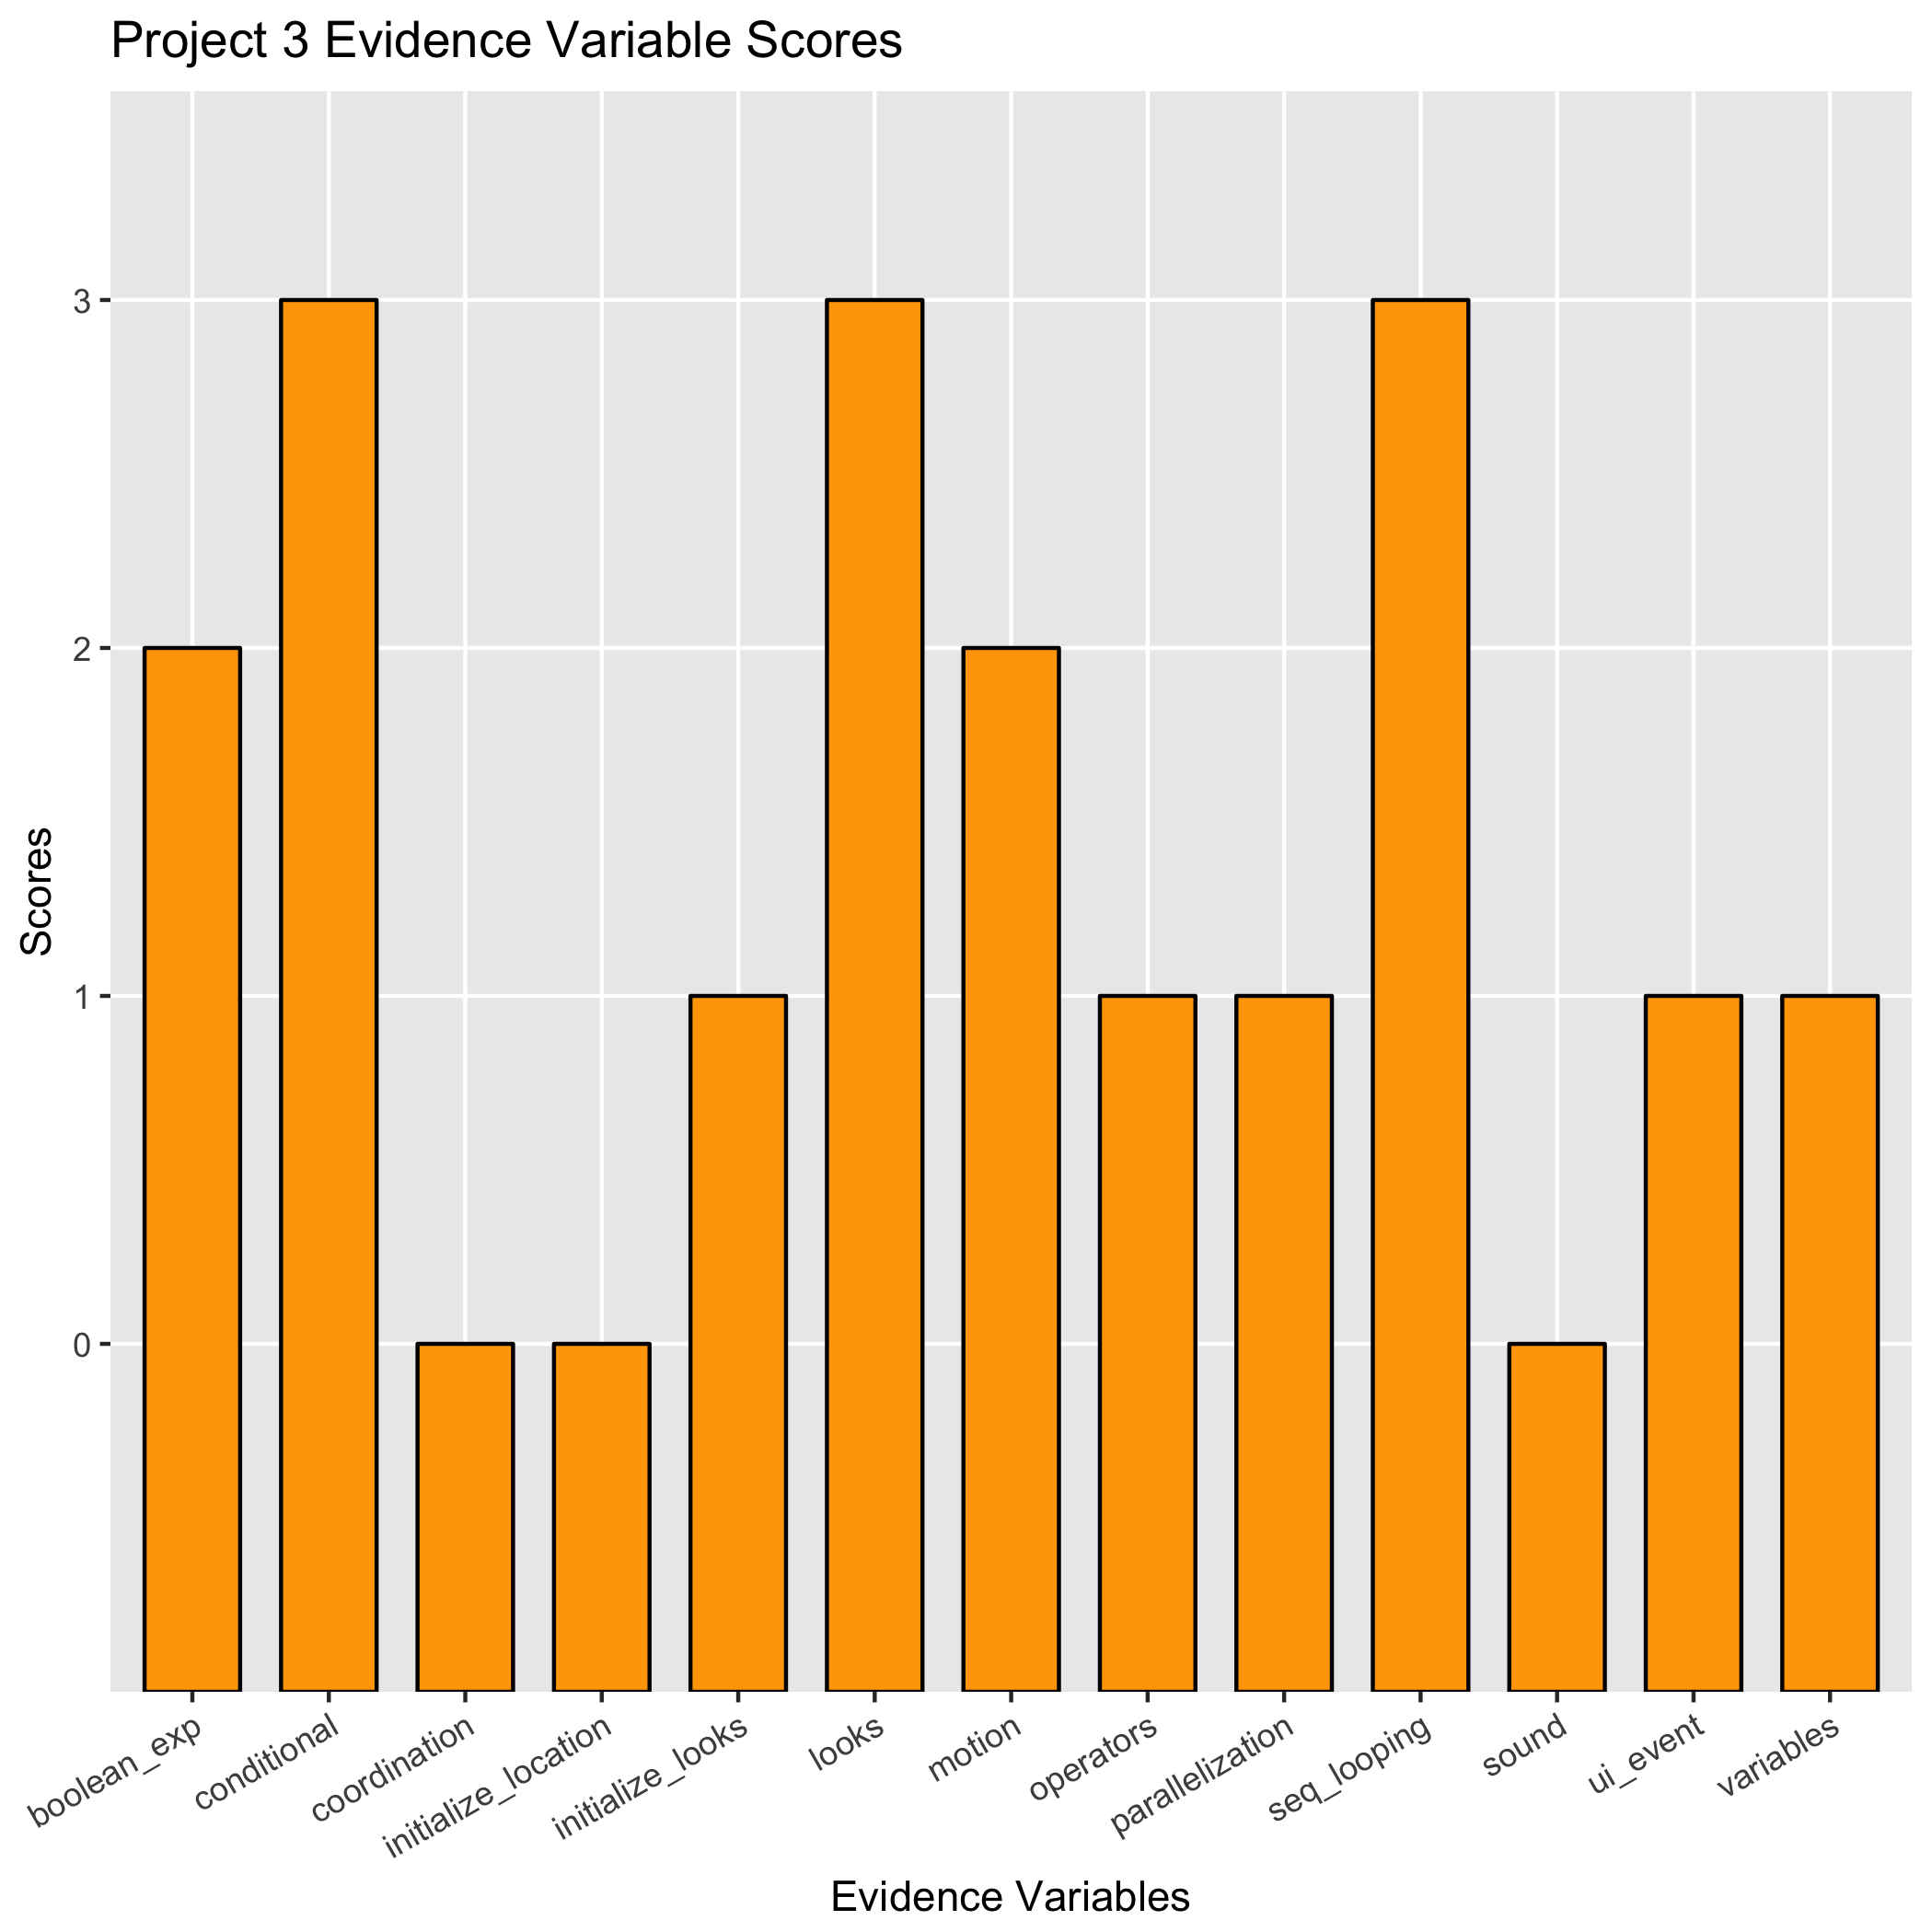 Project 3 Evidence Variable Scores
Scores
3
2
1
0
boolean_exp
conditional
coordination
initialize_location
initialize_looks
looks
motion
operators
parallelization
seq_looping
sound
ui_event
variables
Evidence Variables